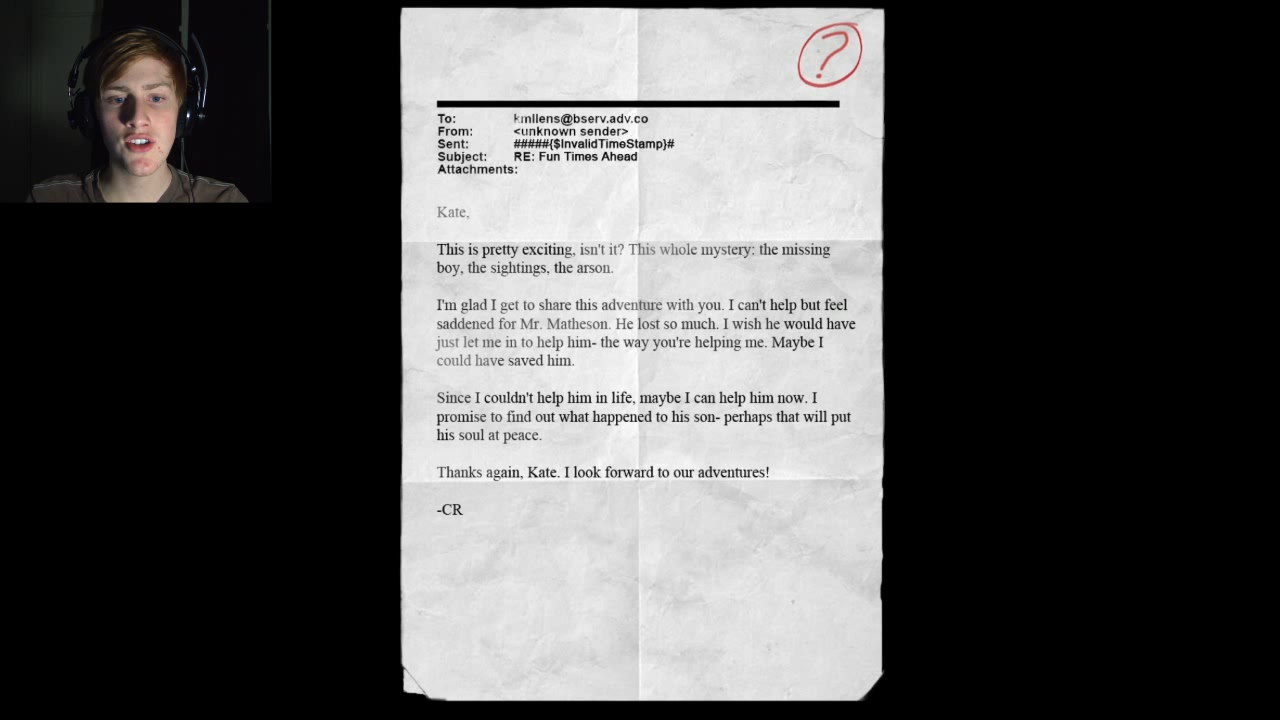 ?
To: kmllens@bserv.adv.co
From: <unknown sender>
Sent: #####{$InvalidTimeStamp}#
Subject: RE: Fun Times Ahead
Attachments:
Kate,
This is pretty exciting, isn't it? This whole mystery: the missing
boy, the sightings, the arson.
I'm glad I get to share this adventure with you. I can't help but feel
saddened for Mr. Matheson. He lost so much. I wish he would have
just let me in to help him- the way you're helping me. Maybe I
could have saved him.
Since I couldn't help him in life, maybe I can help him now. I
promise to find out what happened to his son- perhaps that will put
his soul at peace.
Thanks again, Kate. I look forward to our adventures!
-CR